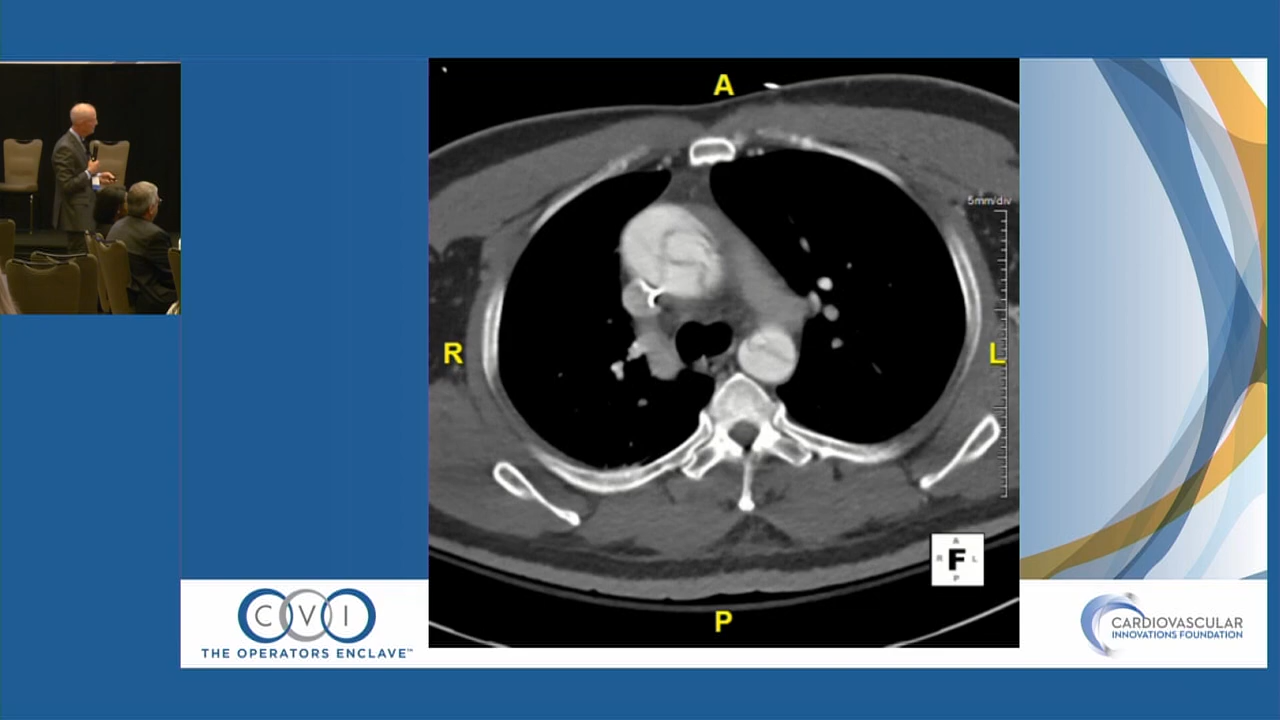 A
5mm/div
R
L
A
R F L
P
P
CVI
THE OPERATORS ENCLAVE™
CARDIOVASCULAR
INNOVATIONS FOUNDATION